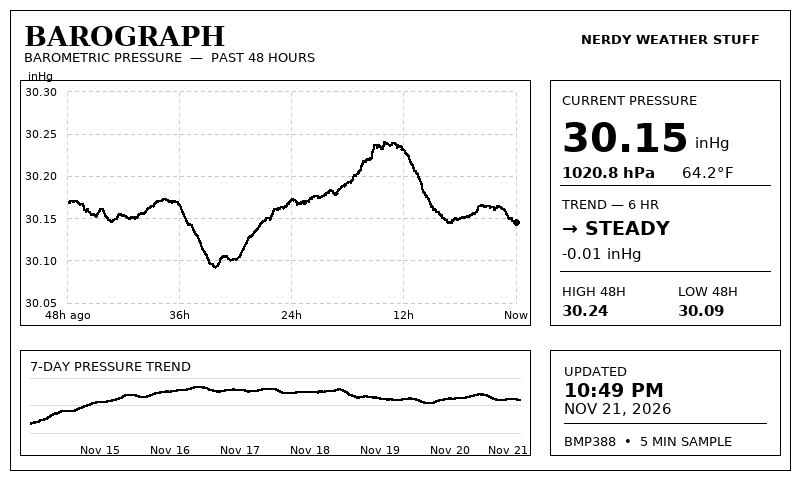 BAROGRAPH
BAROMETRIC PRESSURE — PAST 48 HOURS
NERDY WEATHER STUFF
inHg
30.30
30.25
30.20
30.15
30.10
30.05
48h ago 36h 24h 12h Now
CURRENT PRESSURE
30.15 inHg
1020.8 hPa 64.2°F
TREND — 6 HR
→ STEADY
-0.01 inHg
HIGH 48H LOW 48H
30.24 30.09
7-DAY PRESSURE TREND
Nov 15 Nov 16 Nov 17 Nov 18 Nov 19 Nov 20 Nov 21
UPDATED
10:49 PM
NOV 21, 2026
BMP388 • 5 MIN SAMPLE